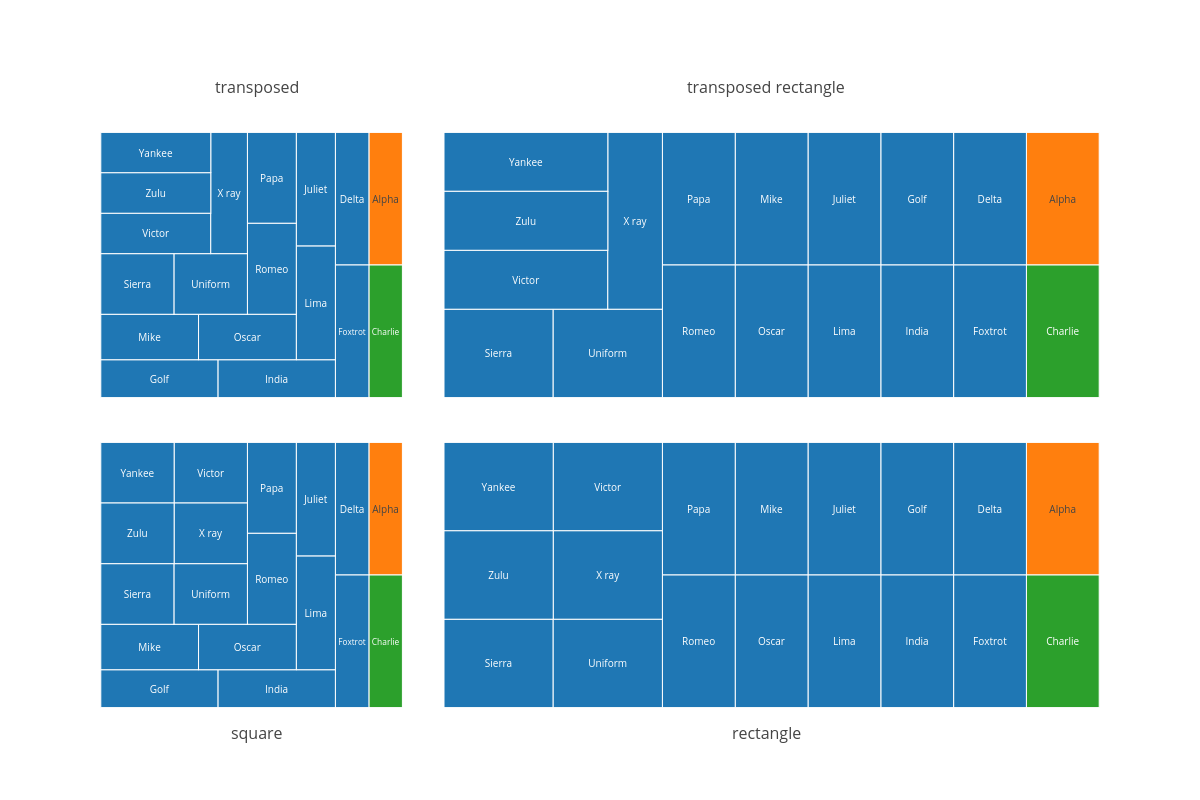 transposed
transposed rectangle
Yankee
Zulu
Victor
X ray
Sierra
Uniform
Papa
Romeo
Mike
Oscar
Juliet
Lima
Golf
India
Delta
Foxtrot
Alpha
Charlie
Yankee
Zulu
Victor
X ray
Sierra
Uniform
Papa
Mike
Juliet
Golf
Delta
Alpha
Romeo
Oscar
Lima
India
Foxtrot
Charlie
Yankee
Victor
Zulu
X ray
Sierra
Uniform
Papa
Romeo
Mike
Oscar
Juliet
Lima
Golf
India
Delta
Foxtrot
Alpha
Charlie
Yankee
Victor
Zulu
X ray
Sierra
Uniform
Papa
Mike
Juliet
Golf
Delta
Alpha
Romeo
Oscar
Lima
India
Foxtrot
Charlie
square
rectangle